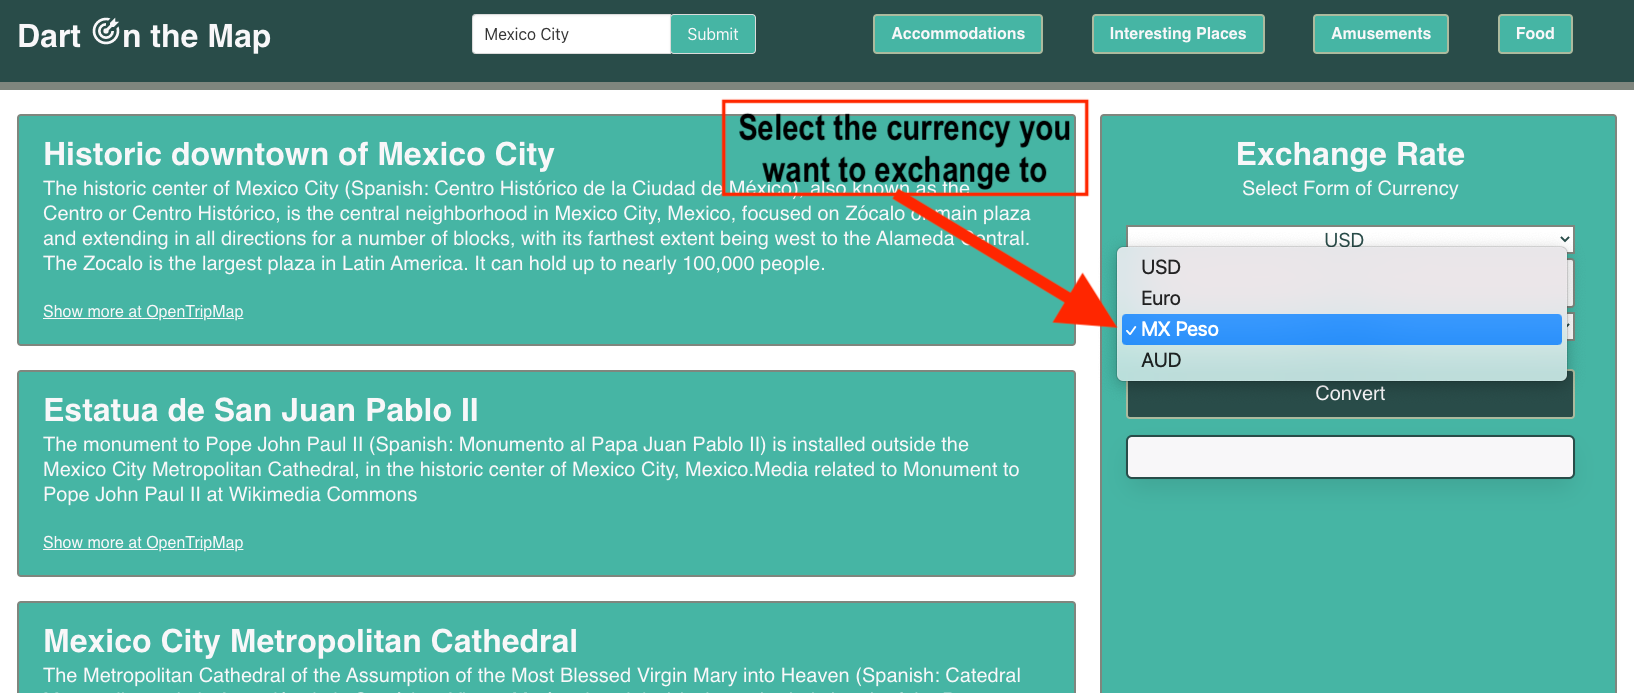 Dart On the Map
Mexico City
Submit
Accommodations
Interesting Places
Amusements
Food
Select the currency you
want to exchange to
Historic downtown of Mexico City
The historic center of Mexico City (Spanish: Centro Histórico de la Ciudad de México), also known as the
Centro or Centro Histórico, is the central neighborhood in Mexico City, Mexico, focused on Zócalo or main plaza
and extending in all directions for a number of blocks, with its farthest extent being west to the Alameda Central.
The Zocalo is the largest plaza in Latin America. It can hold up to nearly 100,000 people.
Show more at OpenTripMap
Estatua de San Juan Pablo II
The monument to Pope John Paul II (Spanish: Monumento al Papa Juan Pablo II) is installed outside the
Mexico City Metropolitan Cathedral, in the historic center of Mexico City, Mexico.Media related to Monument to
Pope John Paul II at Wikimedia Commons
Show more at OpenTripMap
Mexico City Metropolitan Cathedral
The Metropolitan Cathedral of the Assumption of the Most Blessed Virgin Mary into Heaven (Spanish: Catedral
Exchange Rate
Select Form of Currency
USD
USD
Euro
✓ MX Peso
AUD
Convert